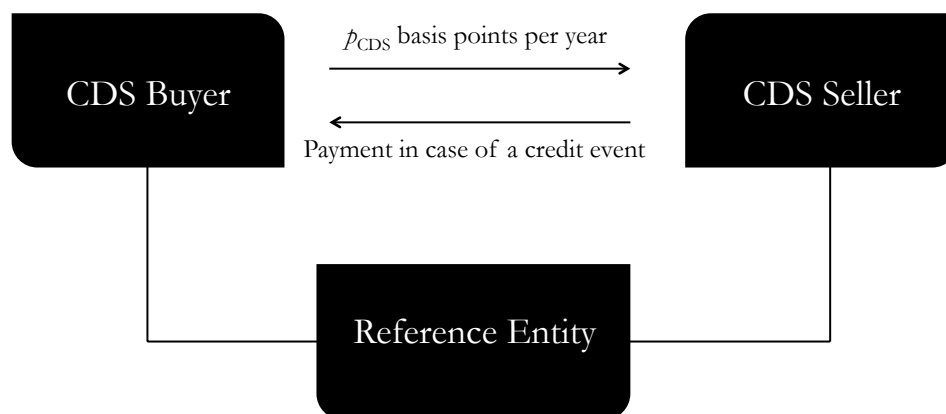 p_CDS basis points per year
CDS Buyer
CDS Seller
Payment in case of a credit event
Reference Entity